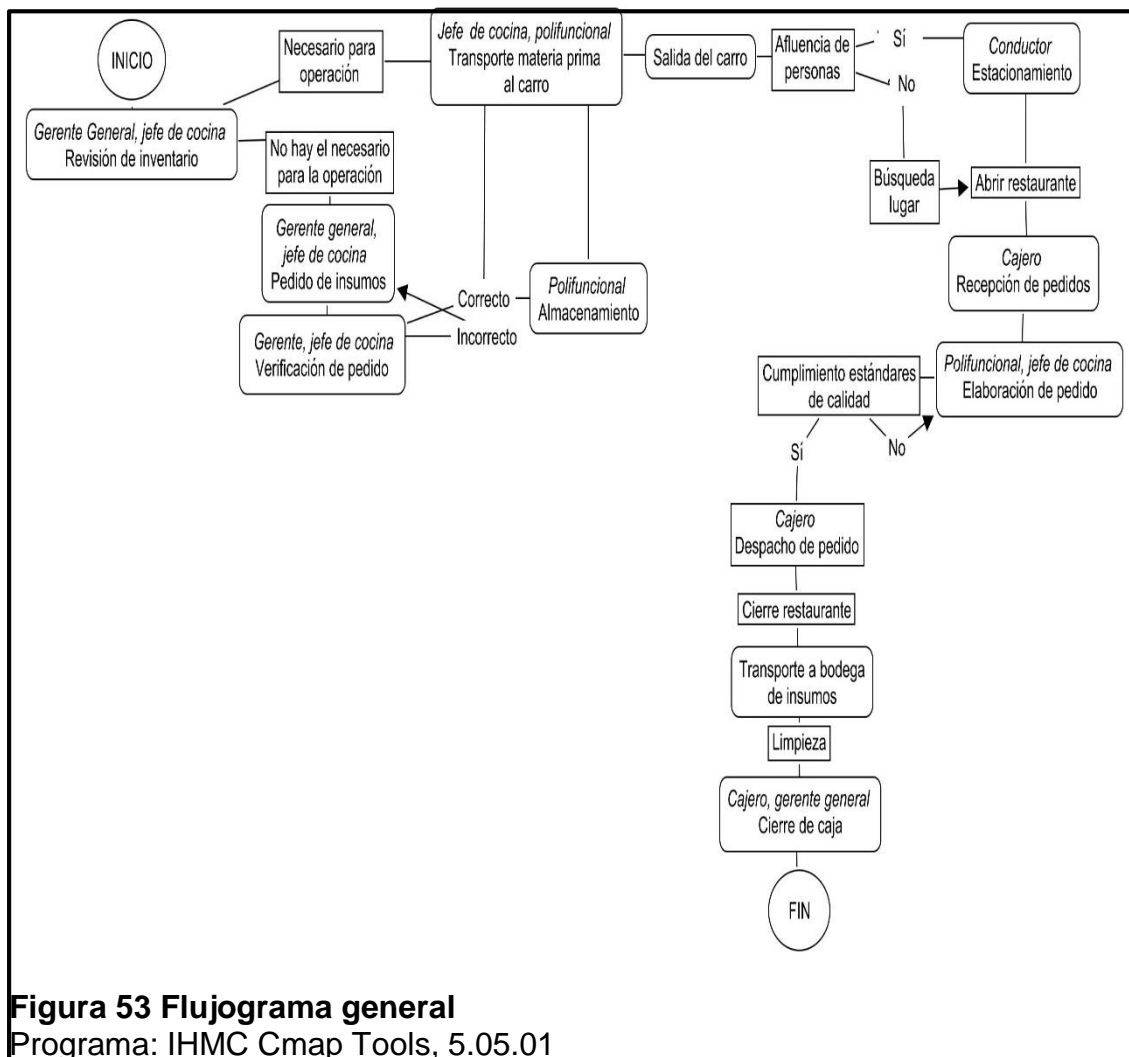 INICIO
Gerente General, jefe de cocina
Revisión de inventario
Necesario para
operación
No hay el necesario
para la operación
Gerente general,
jefe de cocina
Pedido de insumos
Gerente, jefe de cocina
Verificación de pedido
Correcto
Incorrecto
Jefe de cocina, polifuncional
Transporte materia prima
al carro
Polifuncional
Almacenamiento
Salida del carro
Afluencia de
personas
Sí
No
Conductor
Estacionamiento
Búsqueda
lugar
Abrir restaurante
Cajero
Recepción de pedidos
Polifuncional, jefe de cocina
Elaboración de pedido
Cumplimiento estándares
de calidad
Sí
No
Cajero
Despacho de pedido
Cierre restaurante
Transporte a bodega
de insumos
Limpieza
Cajero, gerente general
Cierre de caja
FIN
Figura 53 Flujograma general
Programa: IHMC Cmap Tools, 5.05.01